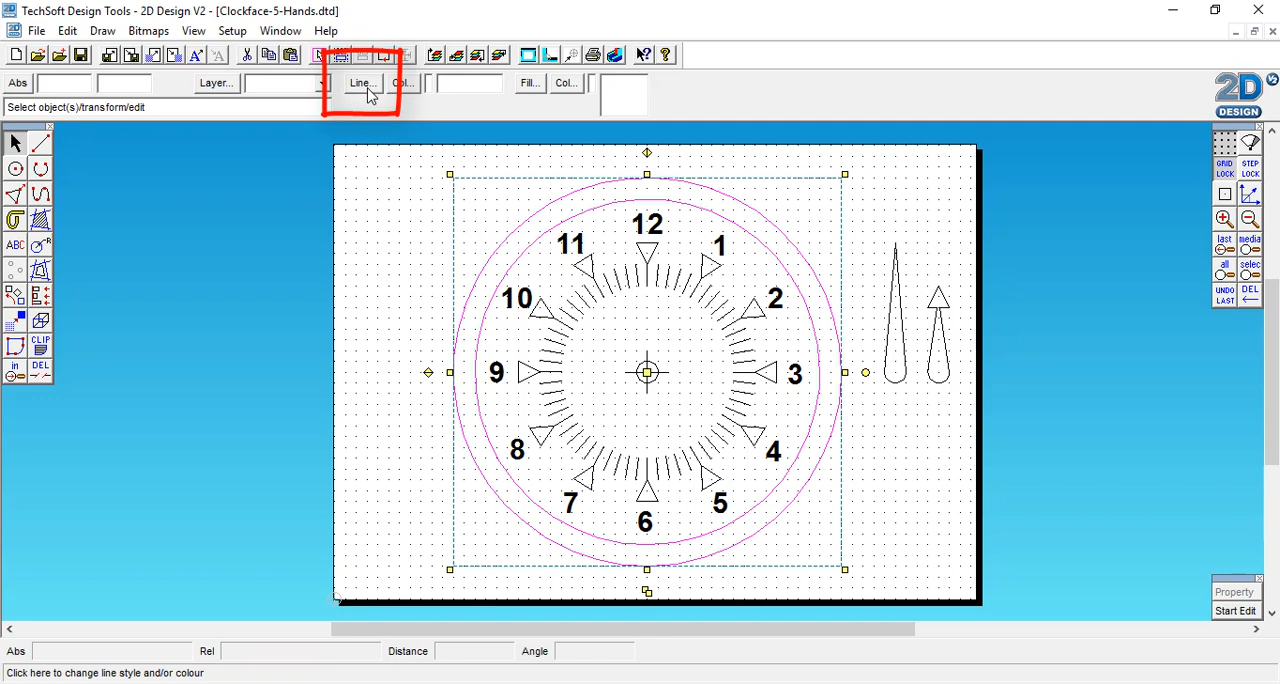 TechSoft Design Tools - 2D Design V2 - [Clockface-5-Hands.dtd]
File Edit Draw Bitmaps View Setup Window Help
Abs Layer... Line... Col... Fill... Col...
2D V2
DESIGN
Select object(s)/transform/edit
GRID LOCK STEP LOCK
ABC R
last media
all selec
UNDO LAST DEL
CLIP
in DEL
12
11 1
10 2
9 3
8 4
7 5
6
Property
Start Edit
Abs Rel Distance Angle
Click here to change line style and/or colour